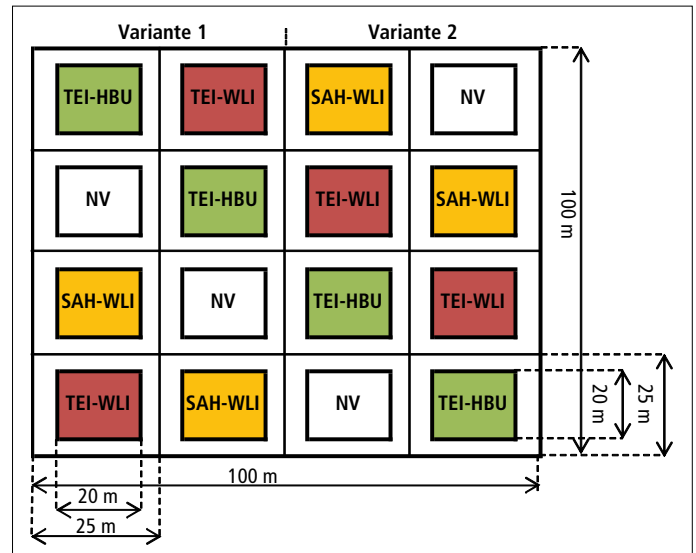 Variante 1 Variante 2
TEI-HBU TEI-WLI SAH-WLI NV
NV TEI-HBU TEI-WLI SAH-WLI
100 m
SAH-WLI NV TEI-HBU TEI-WLI
TEI-WLI SAH-WLI NV TEI-HBU
20 m
25 m
100 m
20 m
25 m